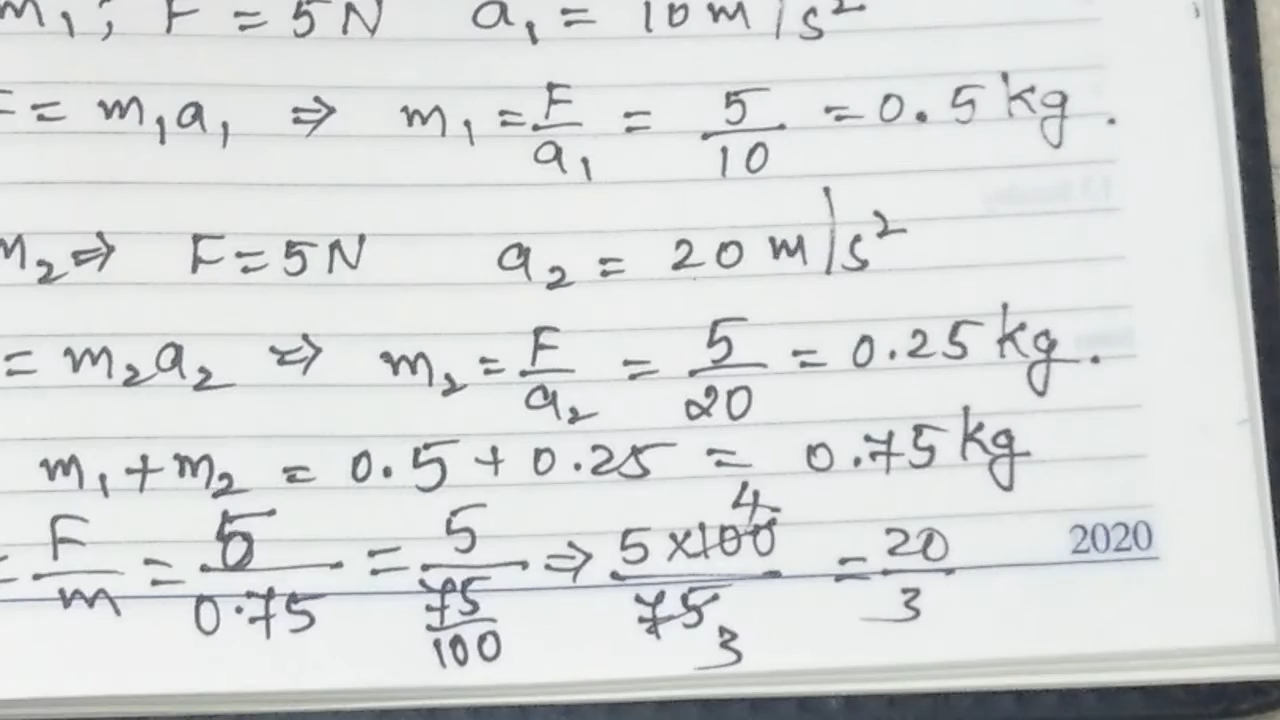 m₁; F = 5N a₁ = 10 m/s²
F = m₁a₁ ⇒ m₁ = F/a₁ = 5/10 = 0.5 kg.
m₂ ⇒ F = 5N a₂ = 20 m/s²
= m₂a₂ ⇒ m₂ = F/a₂ = 5/20 = 0.25 kg.
m₁ + m₂ = 0.5 + 0.25 = 0.75 kg
= F/m = 5/0.75 = 5/(75/100) ⇒ 5×100/75 4 3 = 20/3
2020